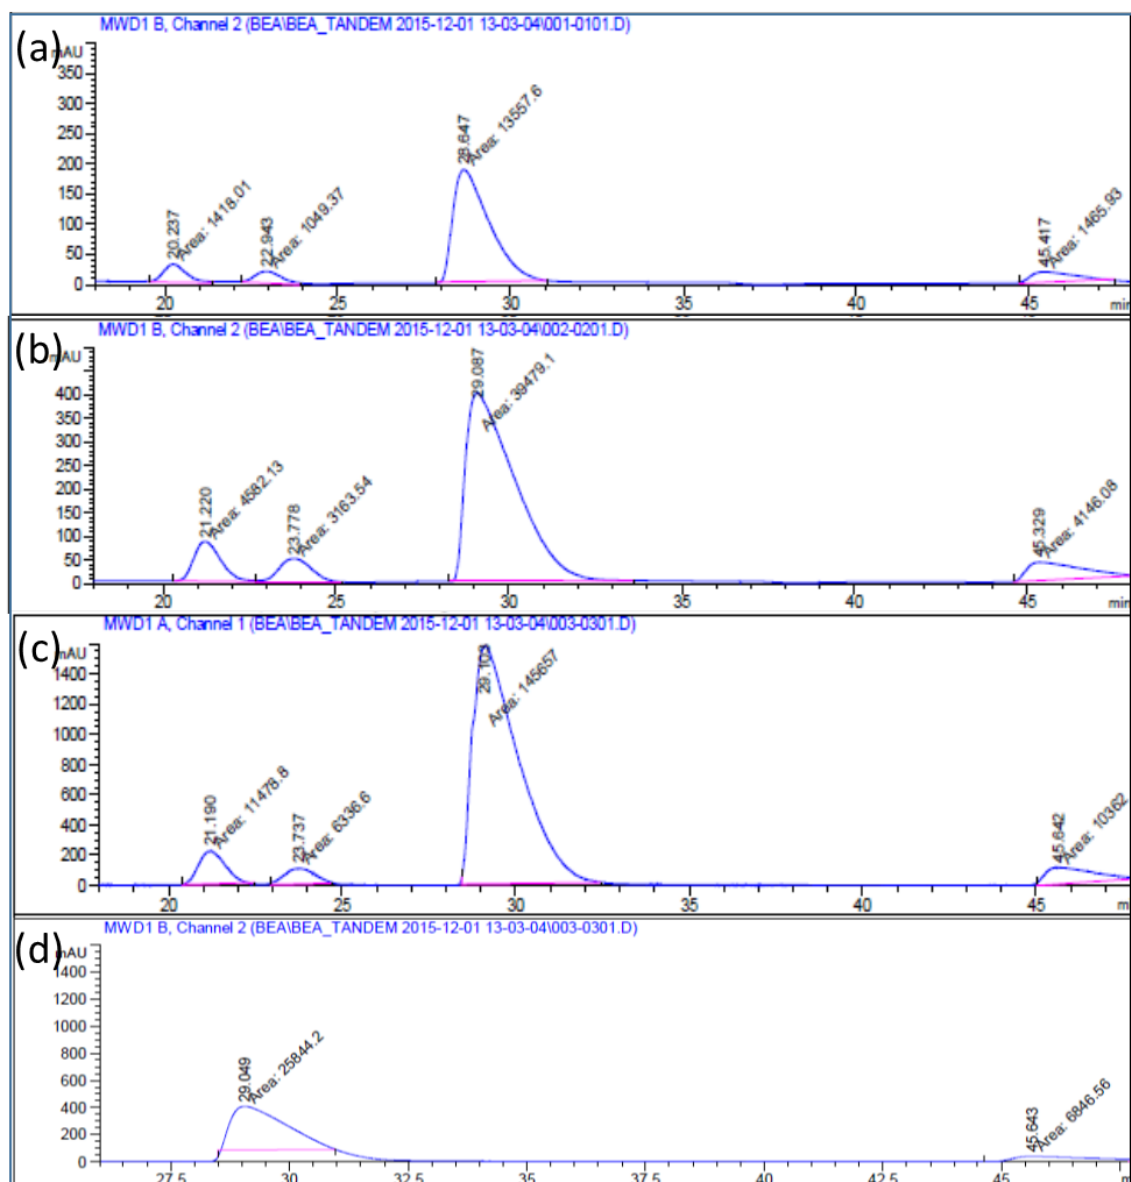 (a)
MWD1 B, Channel 2 (BEA\BEA_TANDEM 2015-12-01 13-03-04\001-0101.D)
mAU
350
300
250
200
150
100
50
0
20.237
Area: 1418.01
22.943
Area: 1049.37
28.647
Area: 13557.6
45.417
Area: 1465.93
20 25 30 35 40 45 min
(b)
MWD1 B, Channel 2 (BEA\BEA_TANDEM 2015-12-01 13-03-04\002-0201.D)
mAU
400
350
300
250
200
150
100
50
0
21.220
Area: 4582.13
23.778
Area: 3163.54
29.087
Area: 39479.1
45.329
Area: 4146.08
20 25 30 35 40 45 min
(c)
MWD1 A, Channel 1 (BEA\BEA_TANDEM 2015-12-01 13-03-04\003-0301.D)
mAU
1400
1200
1000
800
600
400
200
0
21.190
Area: 11478.8
23.737
Area: 6336.6
29.103
Area: 145657
45.642
Area: 10362
20 25 30 35 40 45 m
(d)
MWD1 B, Channel 2 (BEA\BEA_TANDEM 2015-12-01 13-03-04\003-0301.D)
mAU
1400
1200
1000
800
600
400
200
0
29.049
Area: 25844.2
45.643
Area: 6846.56
27.5 30 32.5 35 37.5 40 42.5 45